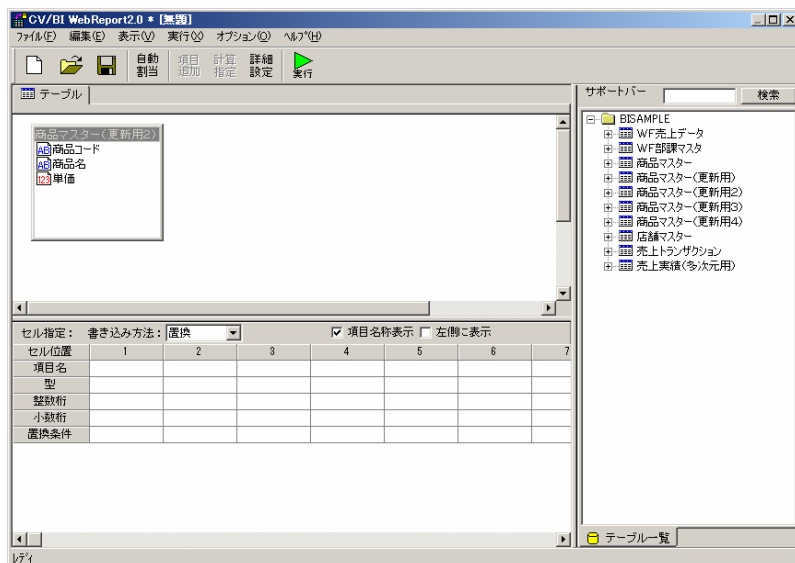 CV/BI WebReport2.0 * [無題]
ファイル(F) 編集(E) 表示(V) 実行(X) オプション(O) ヘルプ(H)
自動割当 項目追加 計算指定 詳細設定 実行
テーブル
商品マスター(更新用2)
AB 商品コード
AB 商品名
123 単価
セル指定: 書き込み方法: 置換 項目名称表示 左側に表示
セル位置 1 2 3 4 5 6 7
項目名
型
整数桁
小数桁
置換条件
サポートバー 検索
BISAMPLE
WF売上データ
WF部課マスタ
商品マスター
商品マスター(更新用)
商品マスター(更新用2)
商品マスター(更新用3)
商品マスター(更新用4)
店舗マスター
売上トランザクション
売上実績(多次元用)
テーブル一覧
レディ